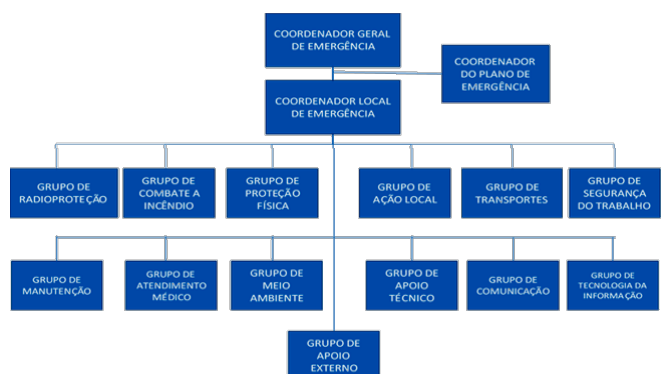 COORDENADOR GERAL
DE EMERGÊNCIA
COORDENADOR
DO PLANO DE
EMERGÊNCIA
COORDENADOR LOCAL
DE EMERGÊNCIA
GRUPO DE
RADIOPROTEÇÃO
GRUPO DE
COMBATE A
INCÊNDIO
GRUPO DE
PROTEÇÃO
FÍSICA
GRUPO DE
AÇÃO LOCAL
GRUPO DE
TRANSPORTES
GRUPO DE
SEGURANÇA
DO TRABALHO
GRUPO DE
MANUTENÇÃO
GRUPO DE
ATENDIMENTO
MÉDICO
GRUPO DE
MEIO
AMBIENTE
GRUPO DE
APOIO
TÉCNICO
GRUPO DE
COMUNICAÇÃO
GRUPO DE
TECNOLOGIA DA
INFORMAÇÃO
GRUPO DE
APOIO
EXTERNO